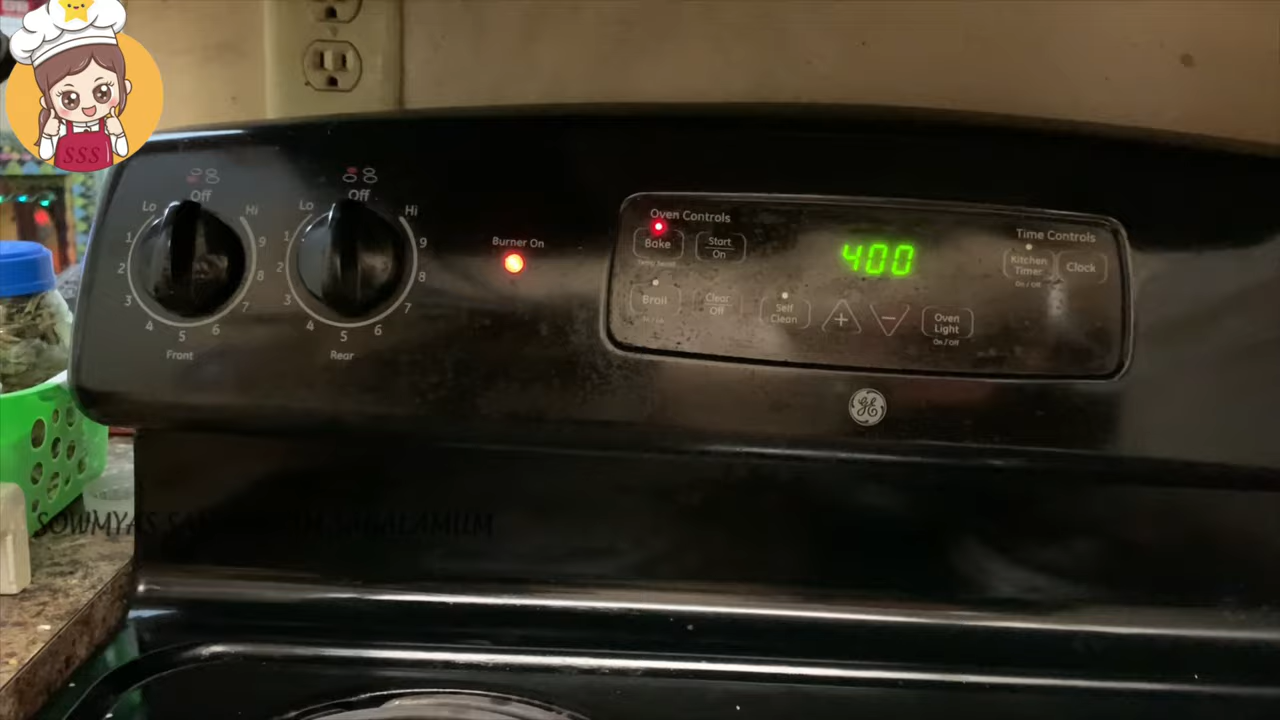 SSS
Off
Lo
Hi
1
2
3
4
5
6
7
8
9
Front
Off
Lo
Hi
1
2
3
4
5
6
7
8
9
Rear
Burner On
Oven Controls
Bake
Start
On
Broil
Clear
Off
Self
Clean
400
+
−
Oven
Light
On / Off
Time Controls
Kitchen
Timer
On / Off
Clock
GE
SOWMYAS